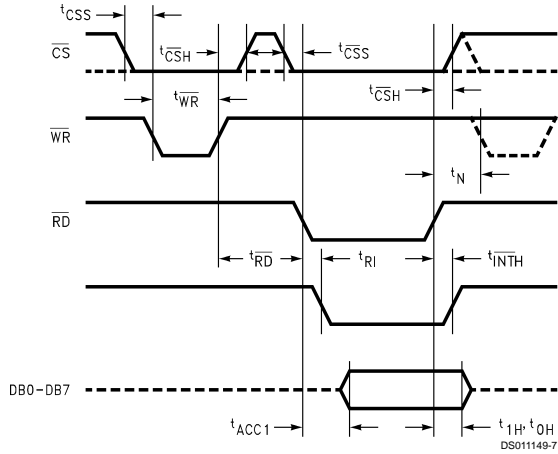 tCSS
CS
tCSH
tCSS
tCSH
tWR
WR
tN
RD
tRD
tRI
tINTH
DB0-DB7
tACC1
t1H, t0H
DS011149-7